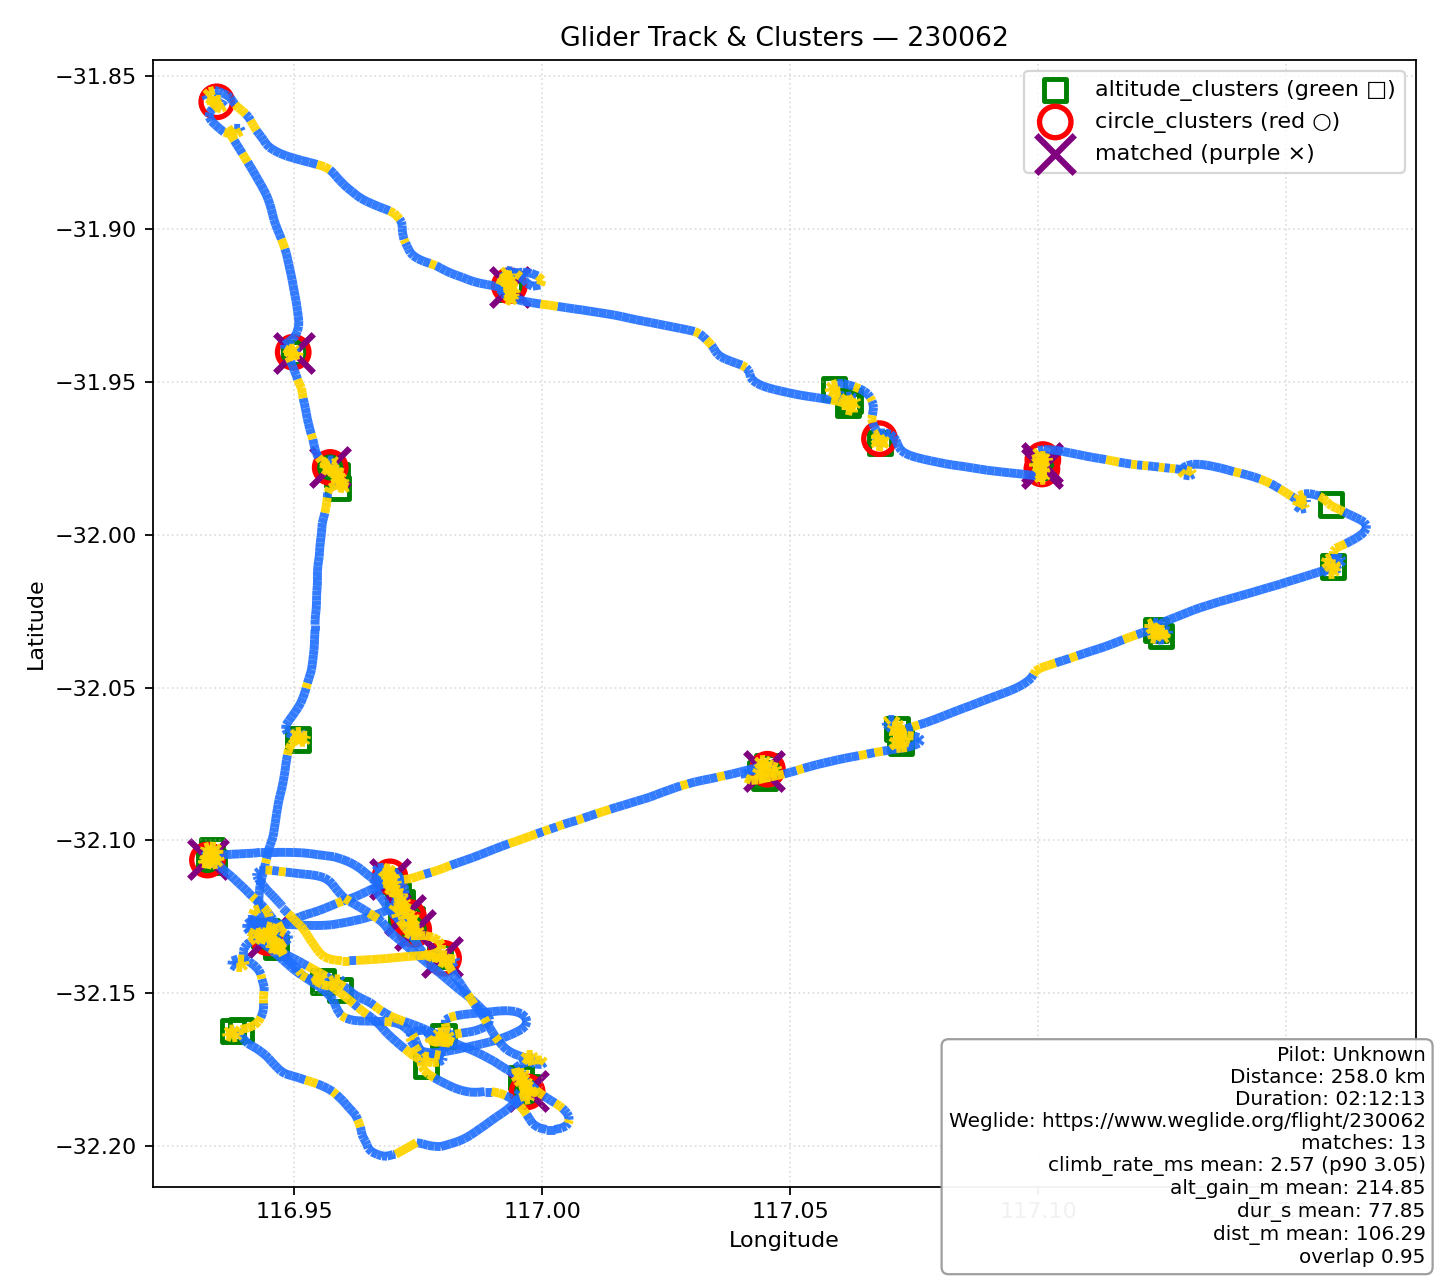 Glider Track & Clusters — 230062
altitude_clusters (green □)
circle_clusters (red ○)
matched (purple ×)
−31.85
−31.90
−31.95
−32.00
−32.05
−32.10
−32.15
−32.20
Latitude
116.95
117.00
117.05
117.10
Longitude
Pilot: Unknown
Distance: 258.0 km
Duration: 02:12:13
Weglide: https://www.weglide.org/flight/230062
matches: 13
climb_rate_ms mean: 2.57 (p90 3.05)
alt_gain_m mean: 214.85
dur_s mean: 77.85
dist_m mean: 106.29
overlap 0.95